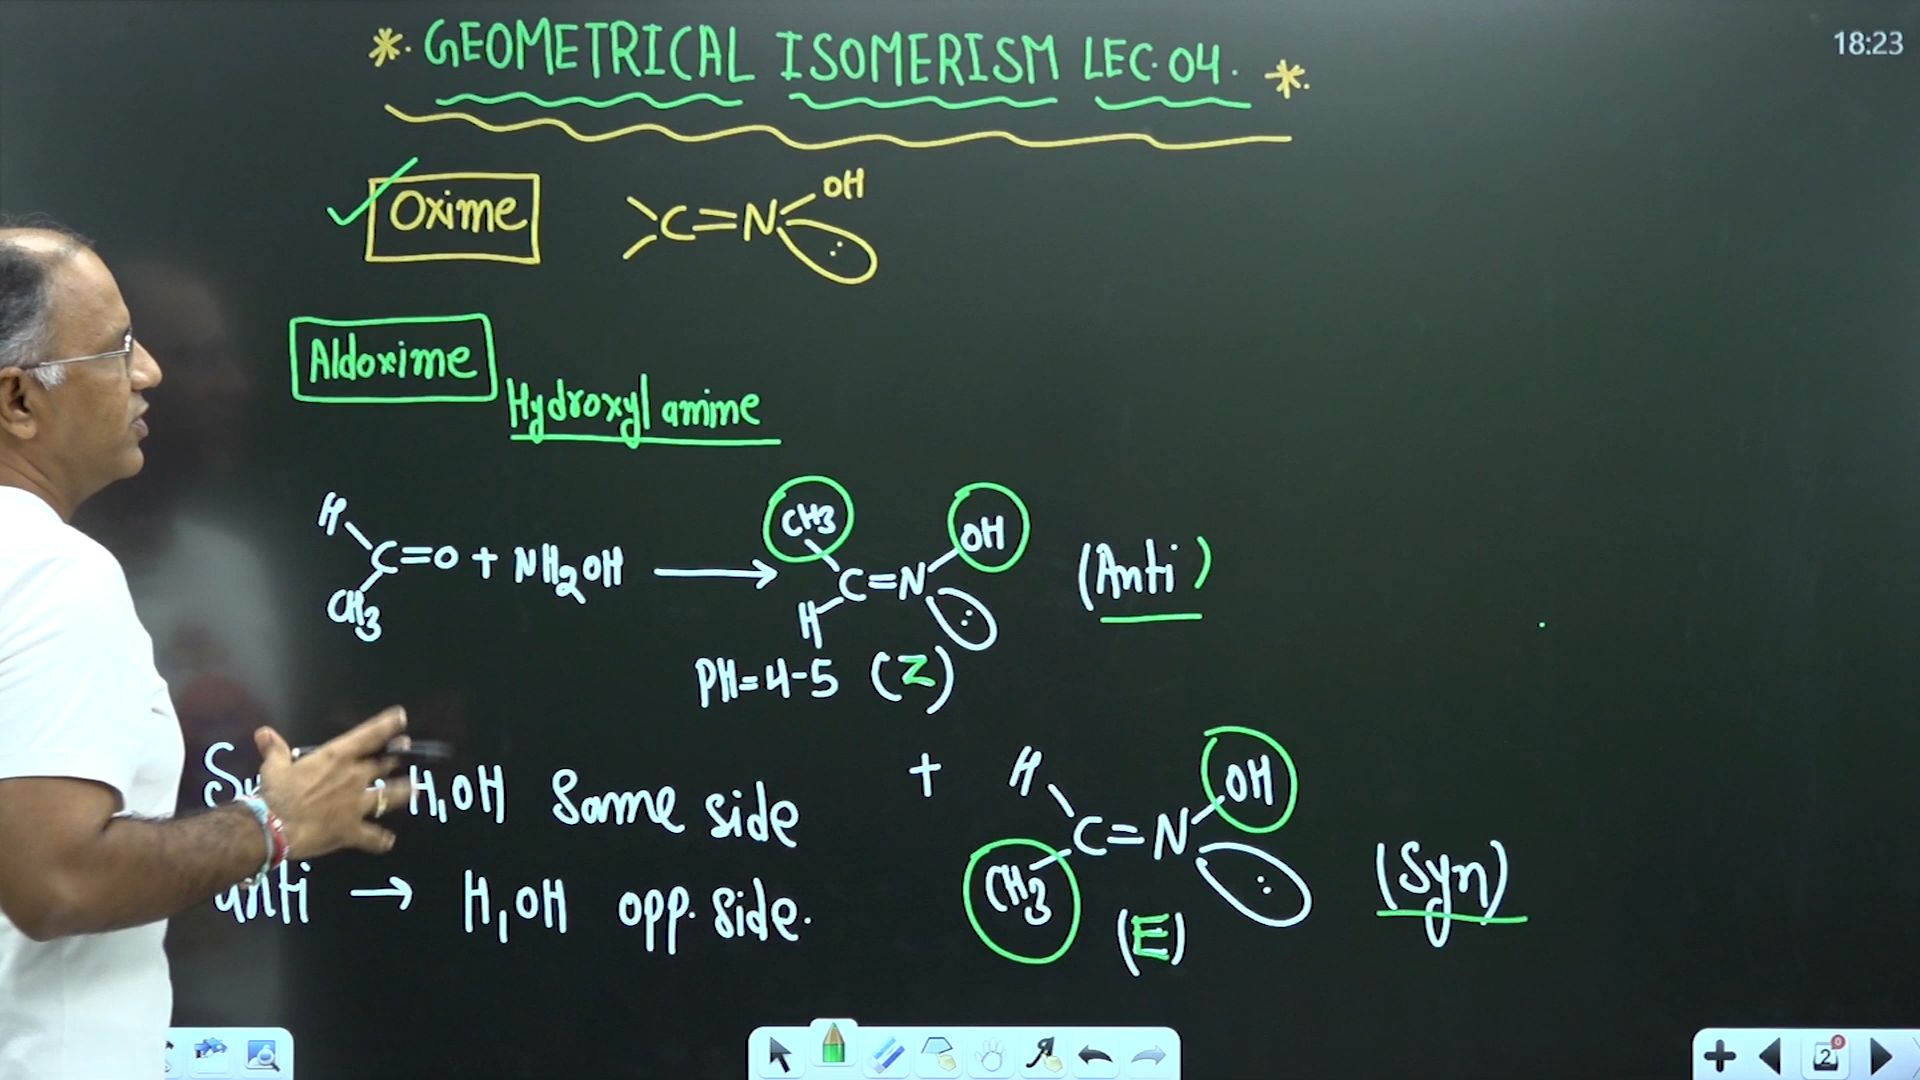 18:23
*. GEOMETRICAL ISOMERISM LEC. 04. *.
Oxime
C=N OH
Aldoxime
Hydroxyl amine
H CH3 C=O + NH2OH → CH3 H C=N OH (Anti)
PH=4-5 (Z)
→ H,OH Same side
+ H CH3 C=N OH (Syn)
(E)
anti → H,OH opp. side.
2